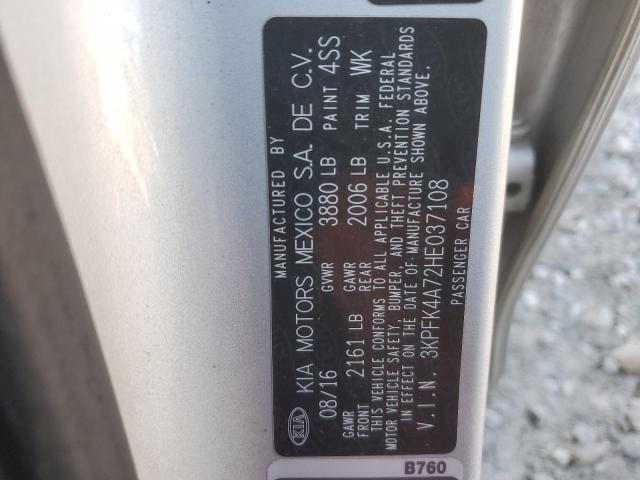 MANUFACTURED BY
KIA KIA MOTORS MEXICO S.A. DE C.V.
08/16 GVWR 3880 LB PAINT 4SS
GAWR FRONT 2161 LB GAWR REAR 2006 LB TRIM WK
THIS VEHICLE CONFORMS TO ALL APPLICABLE U.S.A. FEDERAL
MOTOR VEHICLE SAFETY, BUMPER, AND THEFT PREVENTION STANDARDS
IN EFFECT ON THE DATE OF MANUFACTURE SHOWN ABOVE.
V.I.N. 3KPFK4A72HE037108
PASSENGER CAR
B760